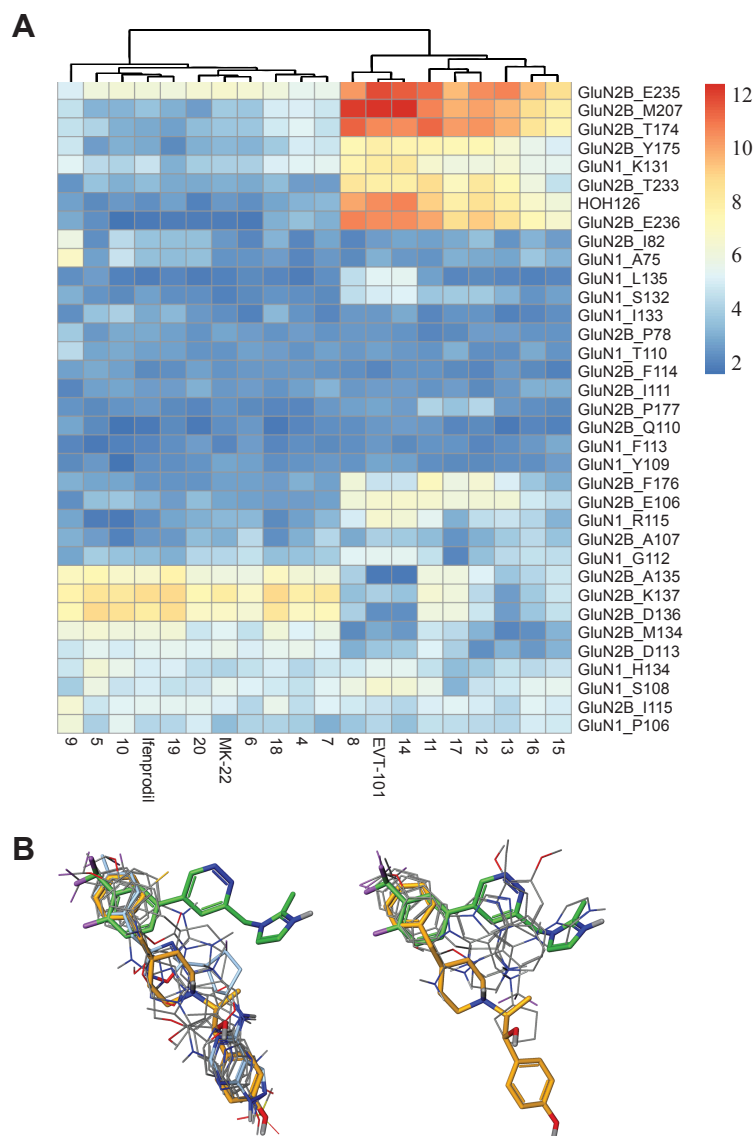 A
GluN2B_E235
GluN2B_M207
GluN2B_T174
GluN2B_Y175
GluN1_K131
GluN2B_T233
HOH126
GluN2B_E236
GluN2B_I82
GluN1_A75
GluN1_L135
GluN1_S132
GluN1_I133
GluN2B_P78
GluN1_T110
GluN2B_F114
GluN2B_I111
GluN2B_P177
GluN2B_Q110
GluN1_F113
GluN1_Y109
GluN2B_F176
GluN2B_E106
GluN1_R115
GluN2B_A107
GluN1_G112
GluN2B_A135
GluN2B_K137
GluN2B_D136
GluN2B_M134
GluN2B_D113
GluN1_H134
GluN1_S108
GluN2B_I115
GluN1_P106
12
10
8
6
4
2
9 5 10 Ifenprodil 19 20 MK-22 6 18 4 7 8 EVT-101 14 11 17 12 13 16 15
B